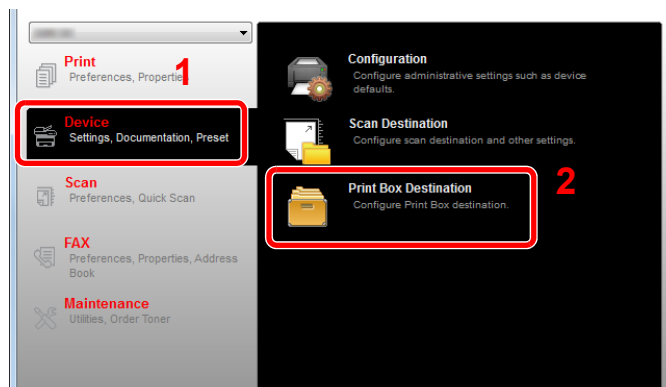 Print
Preferences, Properties
1
Device
Settings, Documentation, Preset
Scan
Preferences, Quick Scan
FAX
Preferences, Properties, Address
Book
Maintenance
Utilities, Order Toner
Configuration
Configure administrative settings such as device
defaults.
Scan Destination
Configure scan destination and other settings.
Print Box Destination
Configure Print Box destination.
2